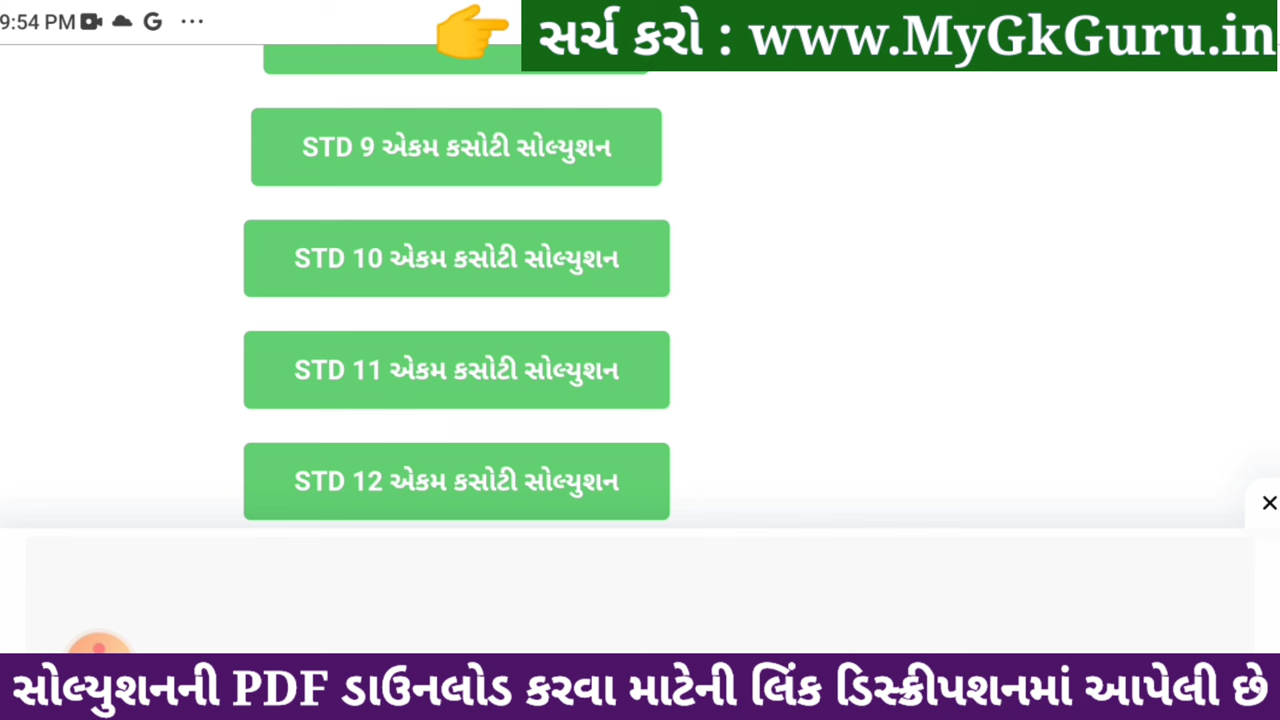 9:54 PM G ...
સર્ચ કરો : www.MyGkGuru.in
STD 9 એકમ કસોટી સોલ્યુશન
STD 10 એકમ કસોટી સોલ્યુશન
STD 11 એકમ કસોટી સોલ્યુશન
STD 12 એકમ કસોટી સોલ્યુશન
સોલ્યુશનની PDF ડાઉનલોડ કરવા માટેની લિંક ડિસ્ક્રીપશનમાં આપેલી છે